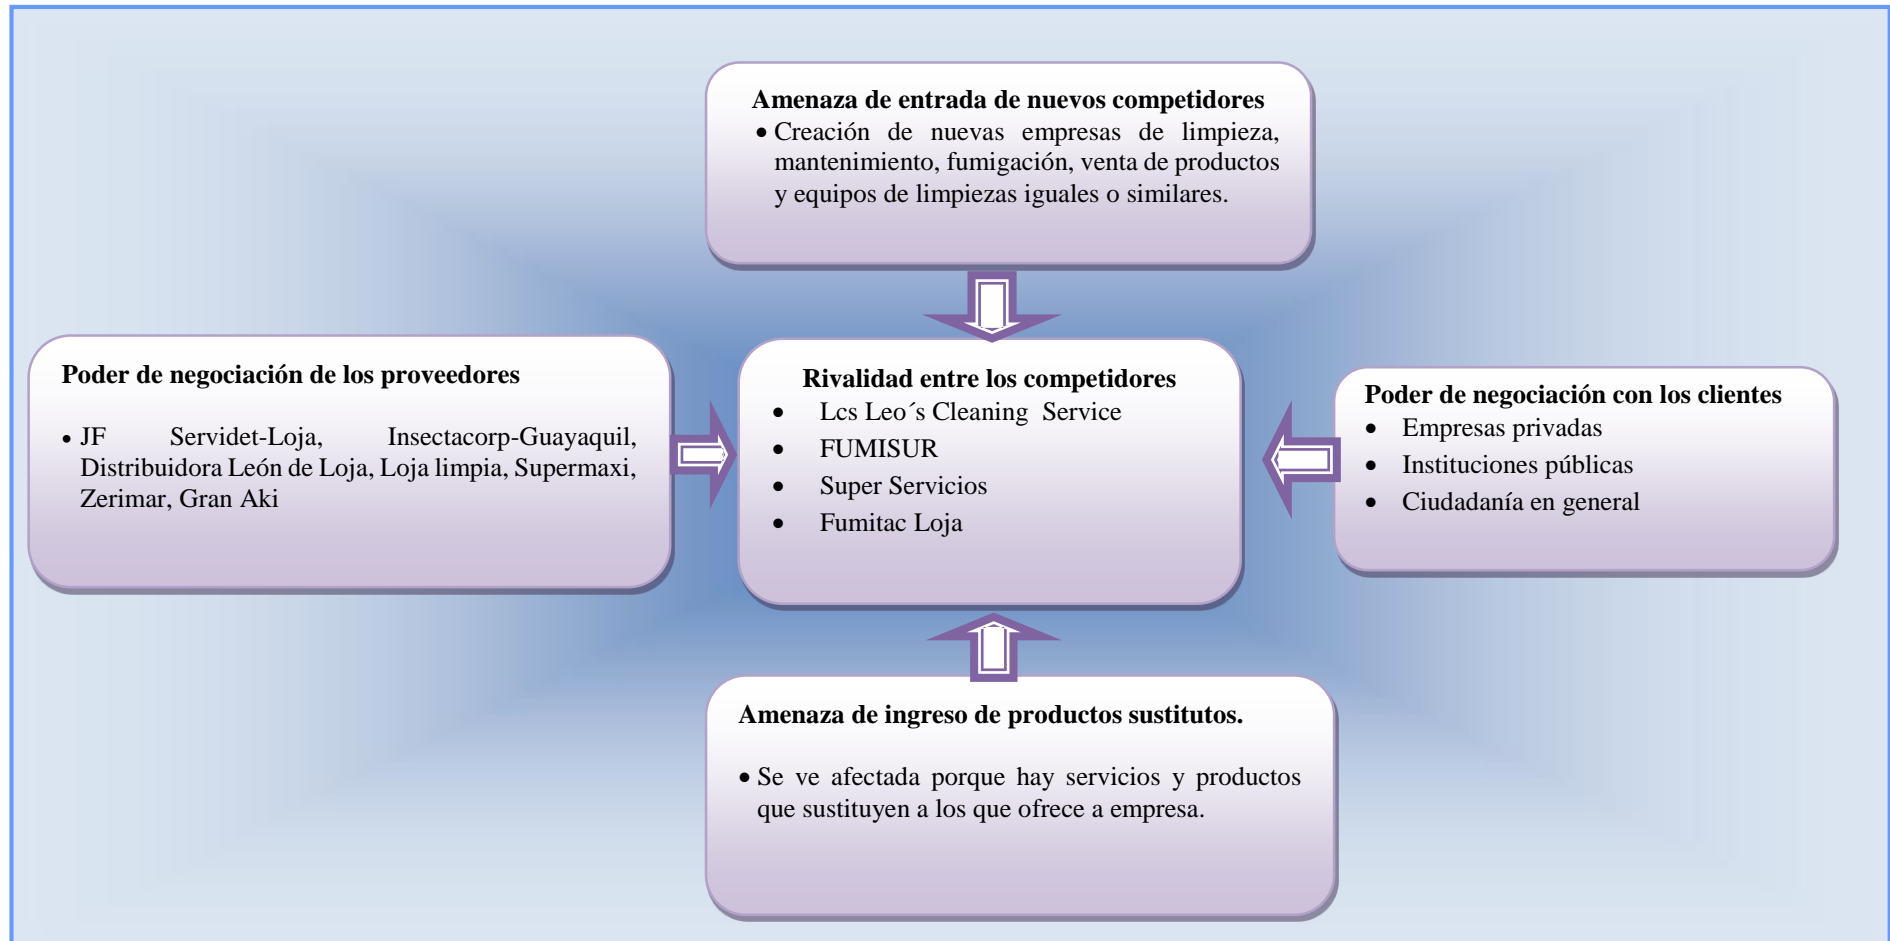 Amenaza de entrada de nuevos competidores
• Creación de nuevas empresas de limpieza,
mantenimiento, fumigación, venta de productos
y equipos de limpiezas iguales o similares.
Poder de negociación de los proveedores
• JF Servidet-Loja, Insectacorp-Guayaquil,
Distribuidora León de Loja, Loja limpia, Supermaxi,
Zerimar, Gran Aki
Rivalidad entre los competidores
• Lcs Leo´s Cleaning Service
• FUMISUR
• Super Servicios
• Fumitac Loja
Poder de negociación con los clientes
• Empresas privadas
• Instituciones públicas
• Ciudadanía en general
Amenaza de ingreso de productos sustitutos.
• Se ve afectada porque hay servicios y productos
que sustituyen a los que ofrece a empresa.